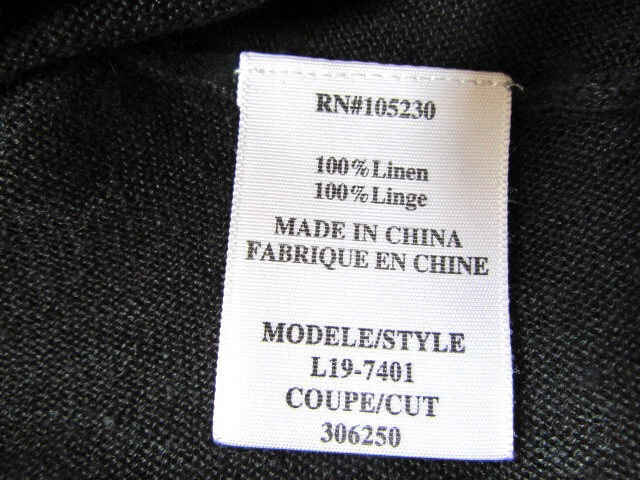 RN#105230
100% Linen
100% Linge
MADE IN CHINA
FABRIQUE EN CHINE
MODELE/STYLE
L19-7401
COUPE/CUT
306250